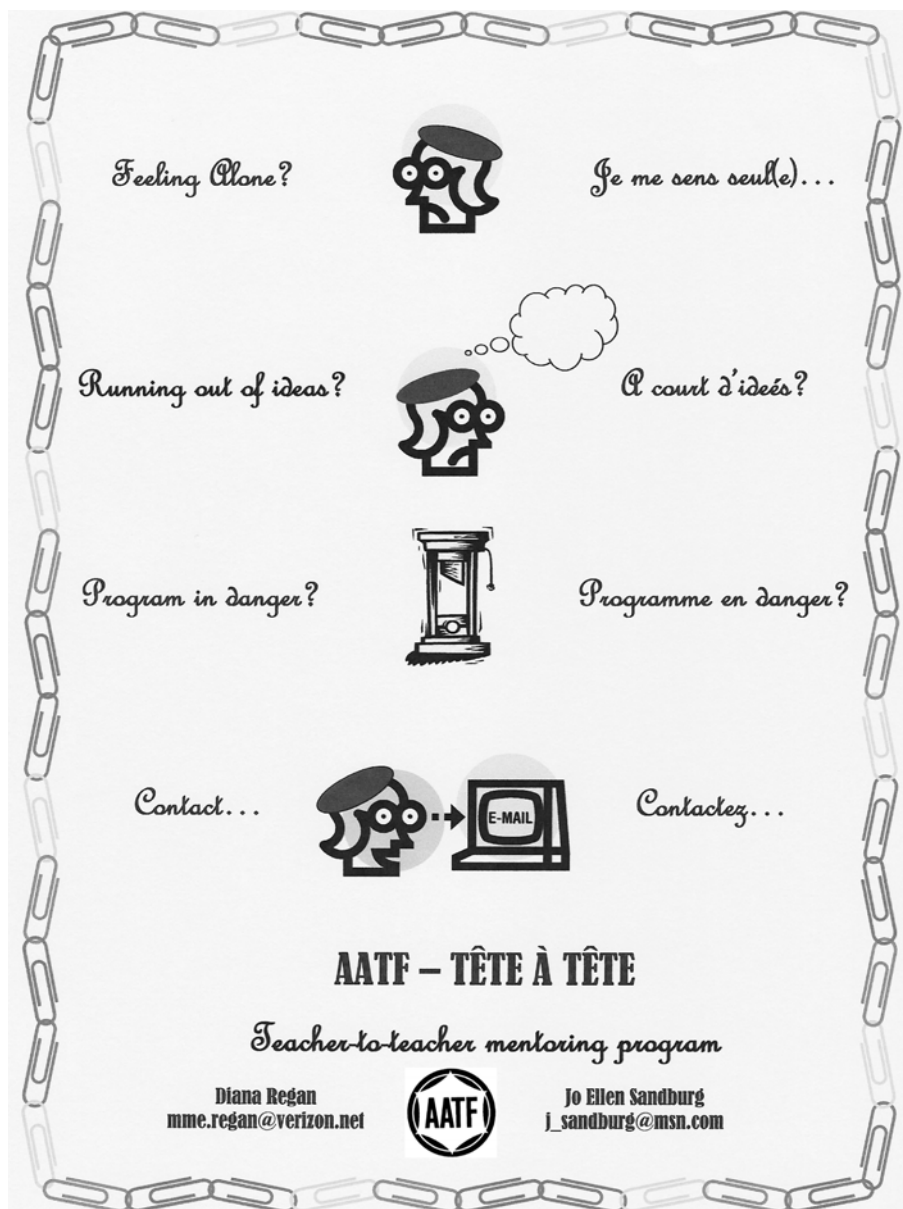 Feeling Alone?
Je me sens seul(e)...
Running out of ideas?
A court d'ideés?
Program in danger?
Programme en danger?
Contact...
E-MAIL
Contactez...
AATF – TÊTE À TÊTE
Teacher-to-teacher mentoring program
Diana Regan
mme.regan@verizon.net
AATF
Jo Ellen Sandburg
j_sandburg@msn.com